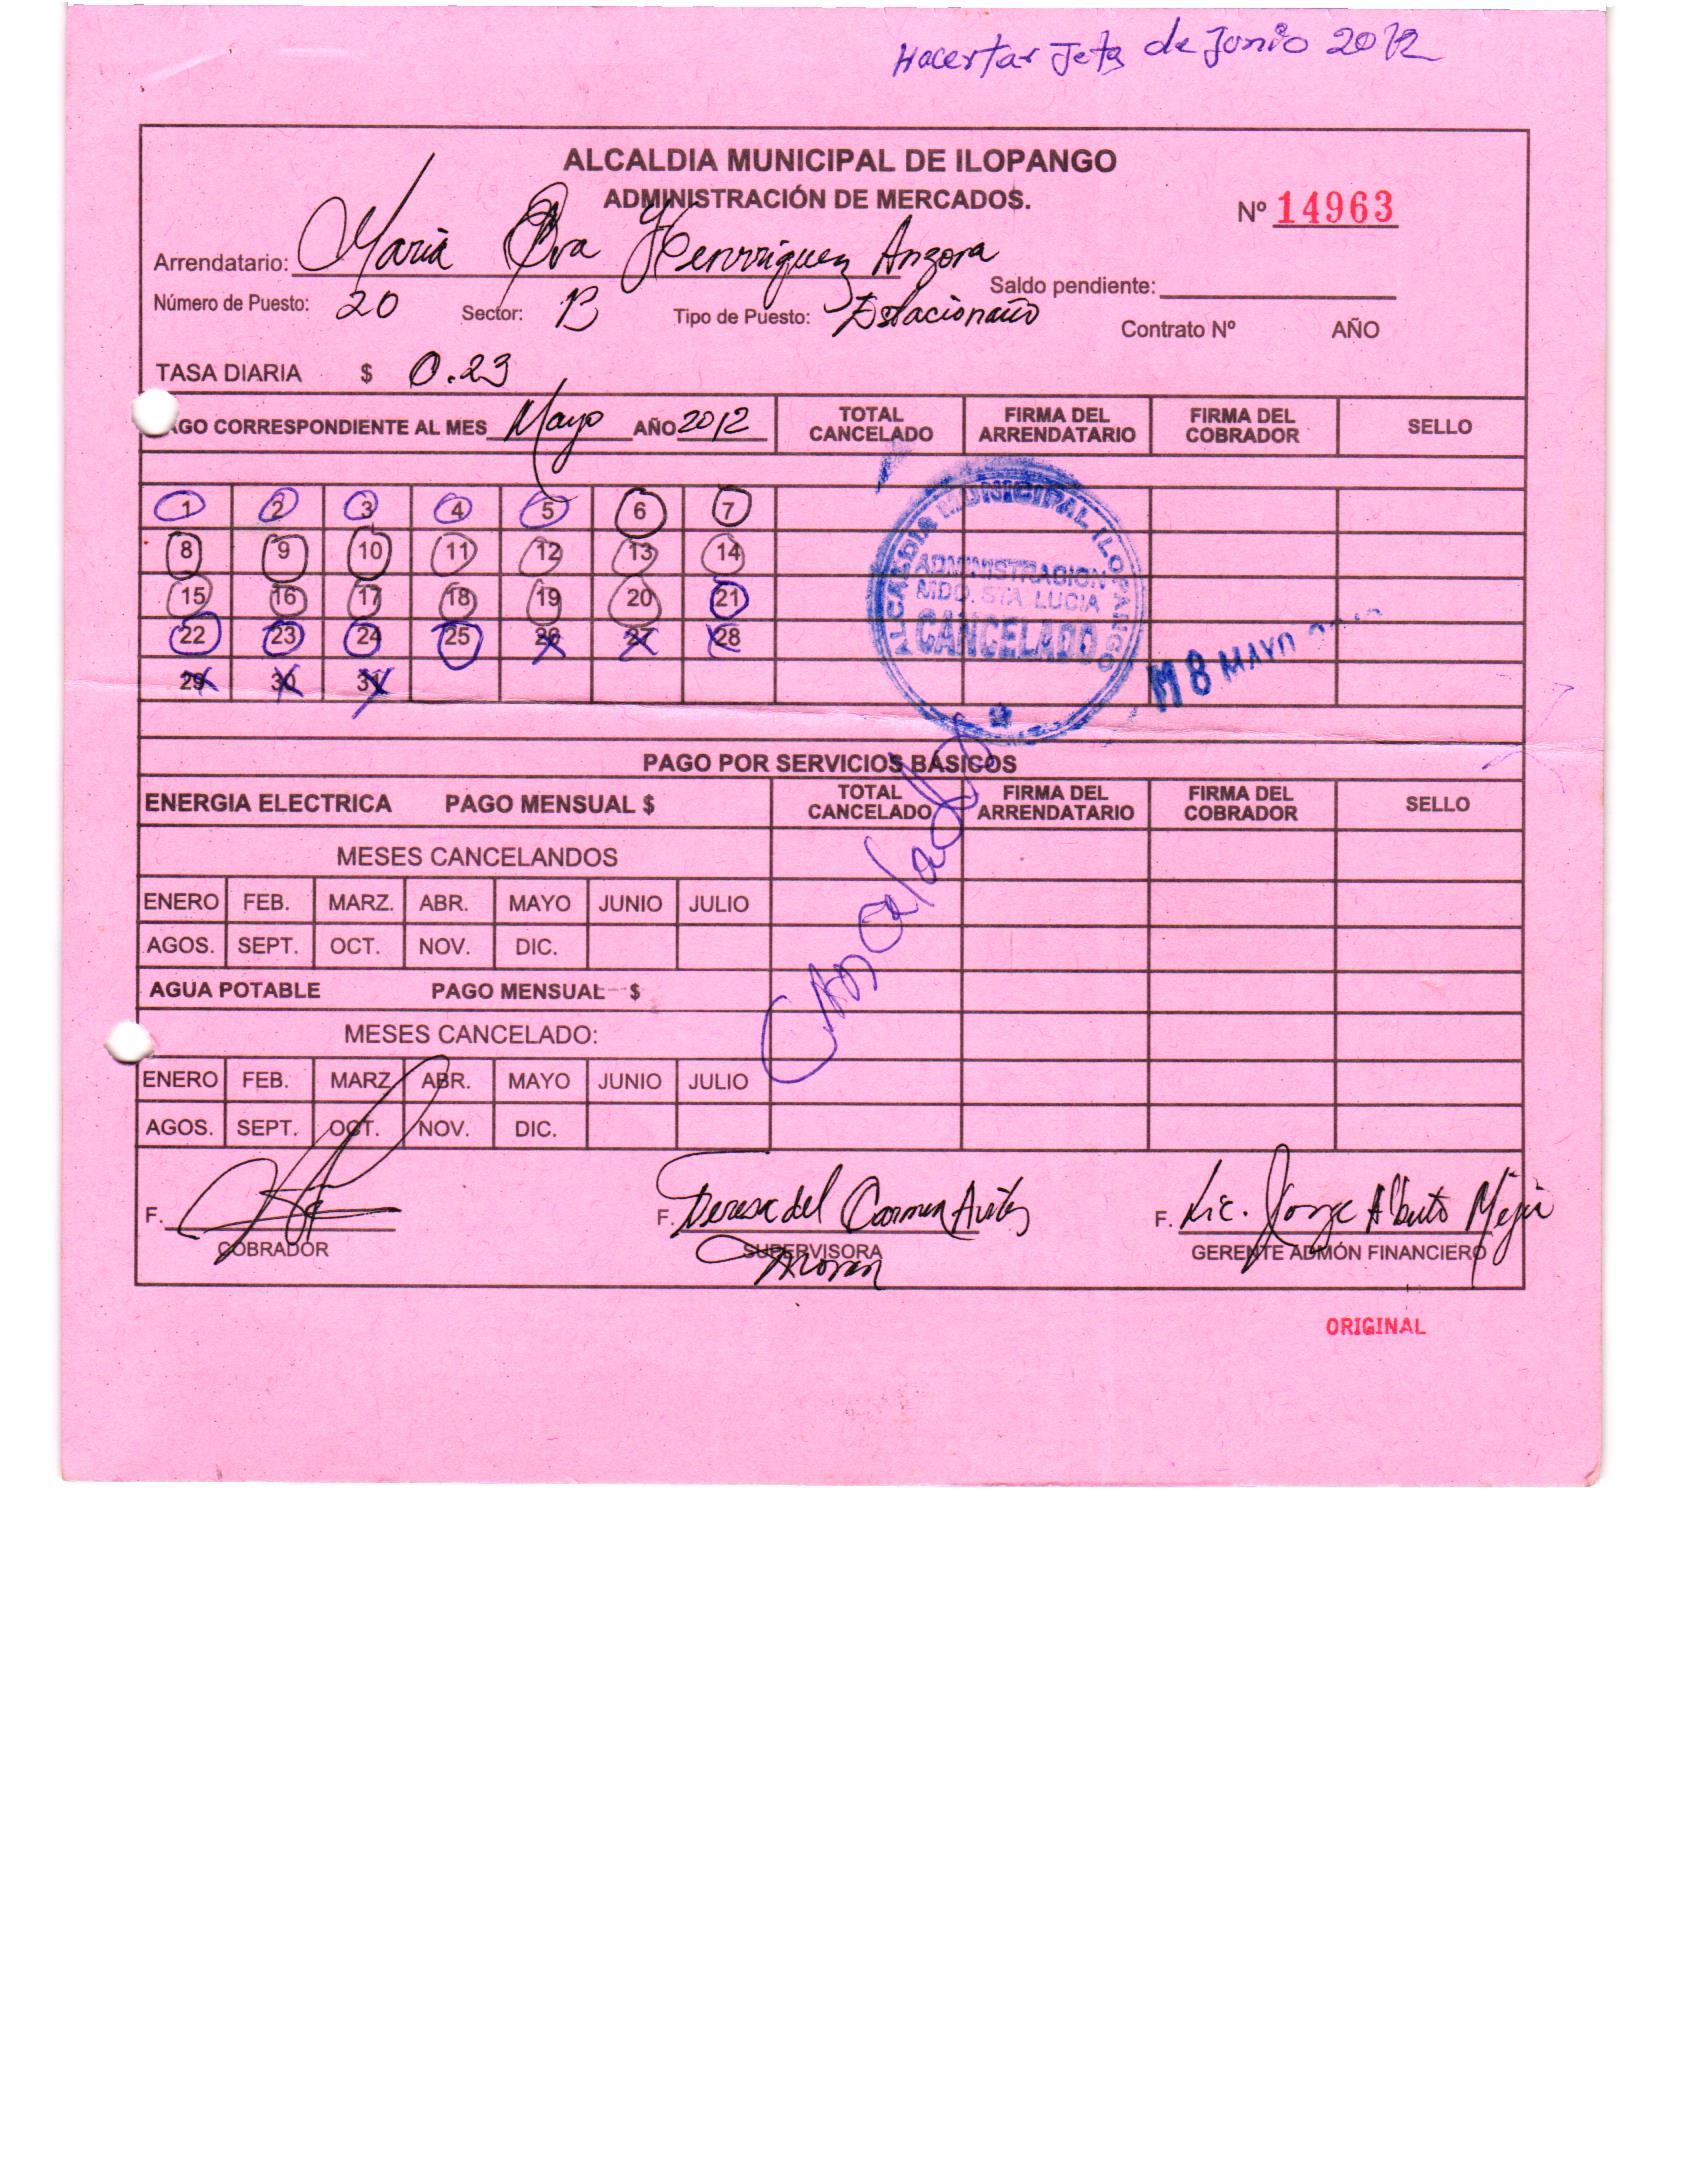 Hacertar Jeta de Junio 2012
ALCALDIA MUNICIPAL DE ILOPANGO
ADMINISTRACIÓN DE MERCADOS.
Nº 14963
Arrendatario: Maria Eva Henrriguez Anzora
Saldo pendiente:
Número de Puesto: 20 Sector: B Tipo de Puesto: Estacionario
Contrato Nº AÑO
TASA DIARIA $ 0.23
AGO CORRESPONDIENTE AL MES Mayo AÑO 2012 TOTAL CANCELADO FIRMA DEL ARRENDATARIO FIRMA DEL COBRADOR SELLO
1 2 3 4 5 6 7
8 9 10 11 12 13 14
15 16 17 18 19 20 21
22 23 24 25 26 27 28
29 30 31
ALCALDIA MUNICIPAL ILOPANGO
ADMINISTRACION
MDO. STA LUCIA
CANCELADO
MAYO
PAGO POR SERVICIOS BÁSICOS
ENERGIA ELECTRICA PAGO MENSUAL $ TOTAL CANCELADO FIRMA DEL ARRENDATARIO FIRMA DEL COBRADOR SELLO
Cancelado
MESES CANCELANDOS
ENERO FEB. MARZ. ABR. MAYO JUNIO JULIO
AGOS. SEPT. OCT. NOV. DIC.
AGUA POTABLE PAGO MENSUAL $
MESES CANCELADO:
ENERO FEB. MARZ ABR. MAYO JUNIO JULIO
AGOS. SEPT. OCT. NOV. DIC.
F. F. Teresa del Carmen Aviles Moran F. Lic. Jorge Alberto Mejia
COBRADOR SUPERVISORA GERENTE ADMÓN FINANCIERO
ORIGINAL